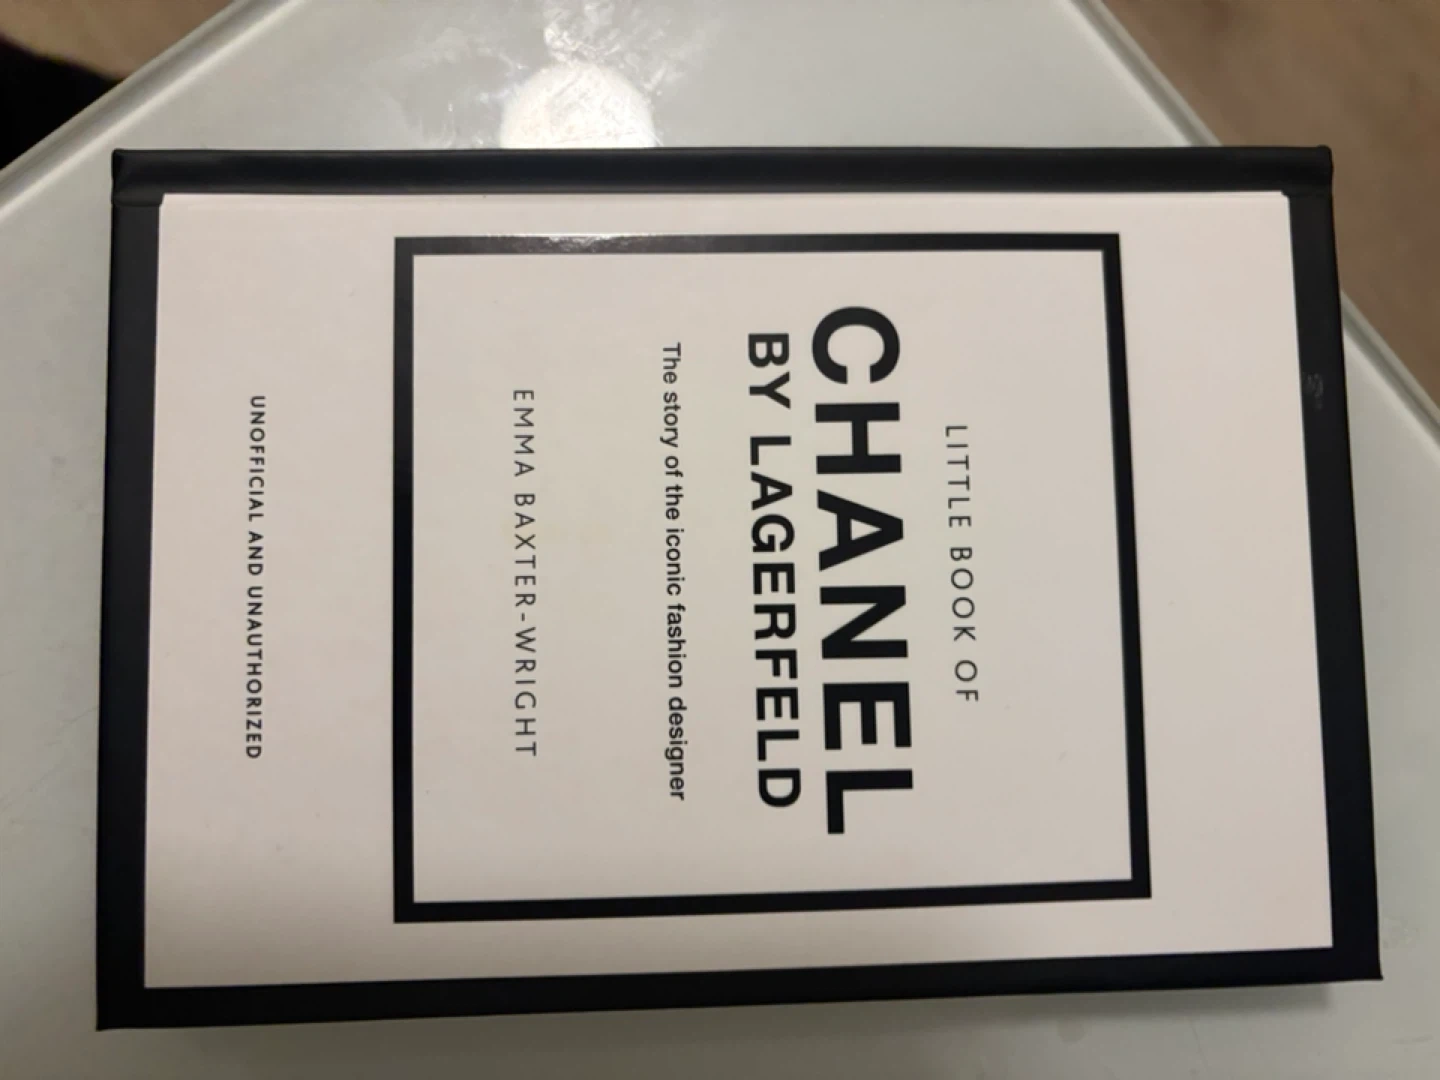 LITTLE BOOK OF
CHANEL
BY LAGERFELD
The story of the iconic fashion designer
EMMA BAXTER-WRIGHT
UNOFFICIAL AND UNAUTHORIZED